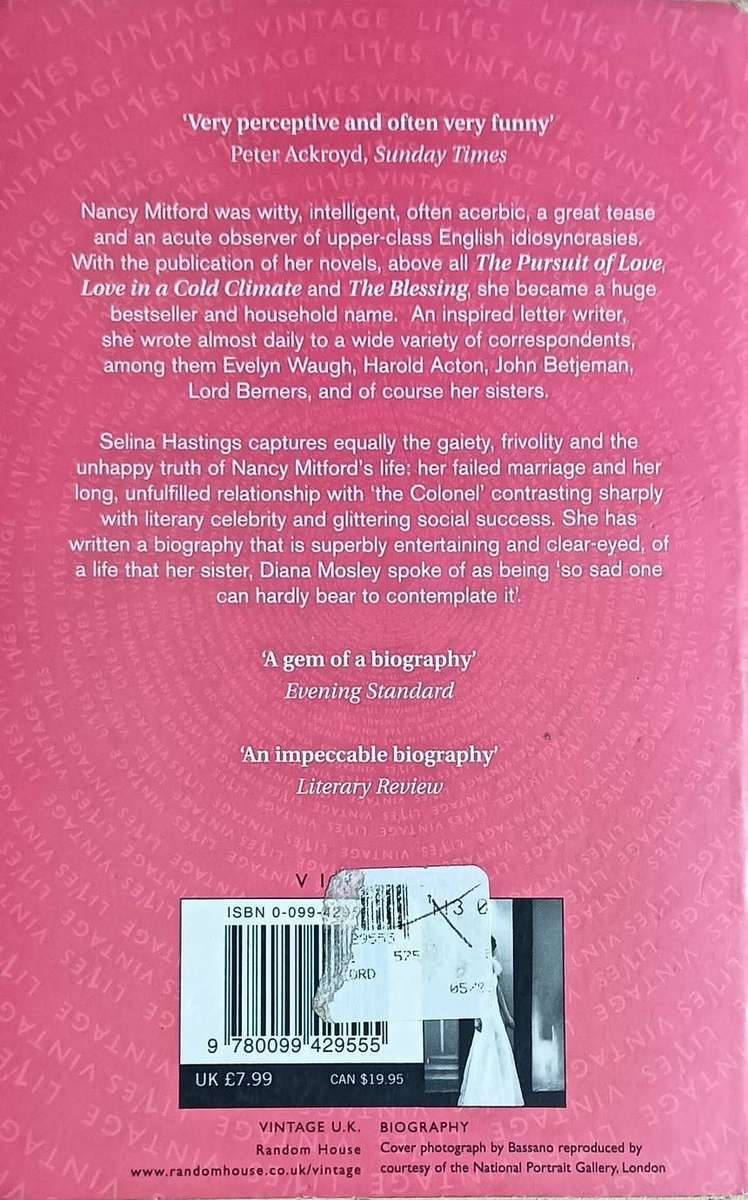 ‘Very perceptive and often very funny’
Peter Ackroyd, Sunday Times
Nancy Mitford was witty, intelligent, often acerbic, a great tease
and an acute observer of upper-class English idiosyncrasies.
With the publication of her novels, above all The Pursuit of Love,
Love in a Cold Climate and The Blessing, she became a huge
bestseller and household name. An inspired letter writer,
she wrote almost daily to a wide variety of correspondents,
among them Evelyn Waugh, Harold Acton, John Betjeman,
Lord Berners, and of course her sisters.
Selina Hastings captures equally the gaiety, frivolity and the
unhappy truth of Nancy Mitford's life: her failed marriage and her
long, unfulfilled relationship with ‘the Colonel’ contrasting sharply
with literary celebrity and glittering social success. She has
written a biography that is superbly entertaining and clear-eyed, of
a life that her sister, Diana Mosley spoke of as being ‘so sad one
can hardly bear to contemplate it’.
‘A gem of a biography’
Evening Standard
‘An impeccable biography’
Literary Review
ISBN 0-099-4295
575
9 780099 429555
UK £7.99 CAN $19.95
VINTAGE U.K.
Random House
www.randomhouse.co.uk/vintage
BIOGRAPHY
Cover photograph by Bassano reproduced by
courtesy of the National Portrait Gallery, London